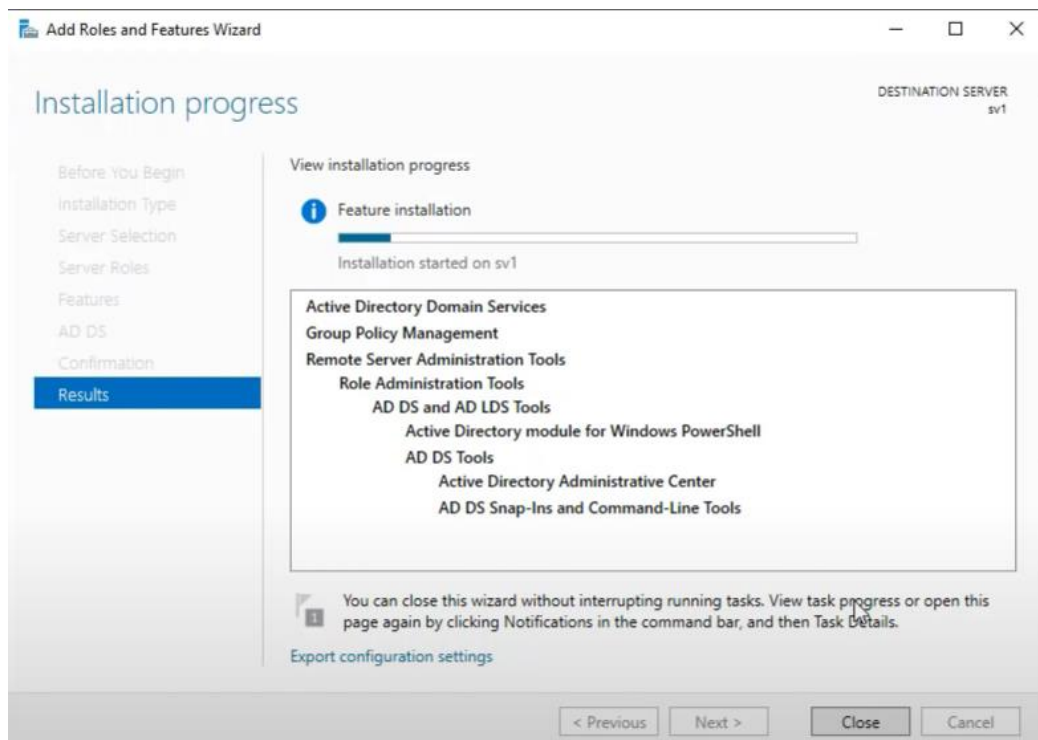 Add Roles and Features Wizard
Installation progress
DESTINATION SERVER
sv1
Before You Begin
Installation Type
Server Selection
Server Roles
Features
AD DS
Confirmation
Results
View installation progress
Feature installation
Installation started on sv1
Active Directory Domain Services
Group Policy Management
Remote Server Administration Tools
Role Administration Tools
AD DS and AD LDS Tools
Active Directory module for Windows PowerShell
AD DS Tools
Active Directory Administrative Center
AD DS Snap-Ins and Command-Line Tools
1
You can close this wizard without interrupting running tasks. View task progress or open this
page again by clicking Notifications in the command bar, and then Task Details.
Export configuration settings
< Previous
Next >
Close
Cancel